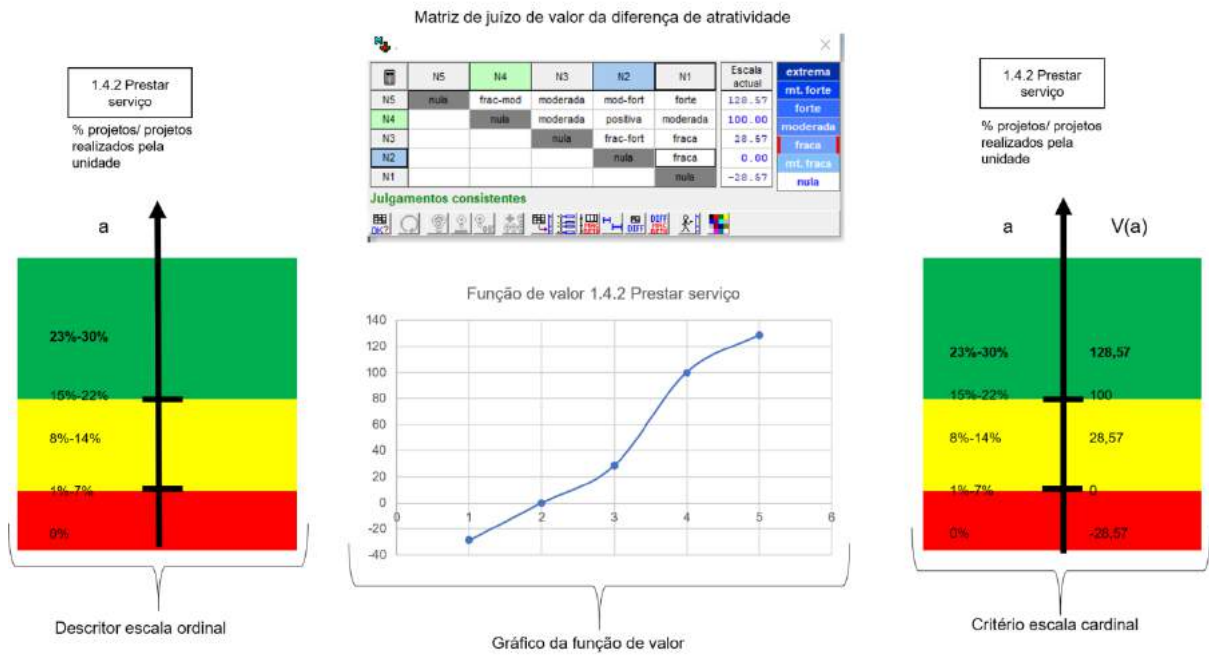 Matriz de juízo de valor da diferença de atratividade
1.4.2 Prestar
serviço
% projetos/ projetos
realizados pela
unidade
a
23%-30%
15%-22%
8%-14%
1%-7%
0%
Descritor escala ordinal
N5 N4 N3 N2 N1 Escala actual
N5 nula frac-mod moderada mod-fort forte 128.57
N4 nula moderada positiva moderada 100.00
N3 nula frac-fort fraca 28.57
N2 nula fraca 0.00
N1 nula -28.57
extrema
mt. forte
forte
moderada
fraca
mt. fraca
nula
Julgamentos consistentes
Função de valor 1.4.2 Prestar serviço
140
120
100
80
60
40
20
0
-20
-40
0 1 2 3 4 5 6
Gráfico da função de valor
1.4.2 Prestar
serviço
% projetos/ projetos
realizados pela
unidade
a V(a)
23%-30% 128,57
15%-22% 100
8%-14% 28,57
1%-7% 0
0% -28,57
Critério escala cardinal